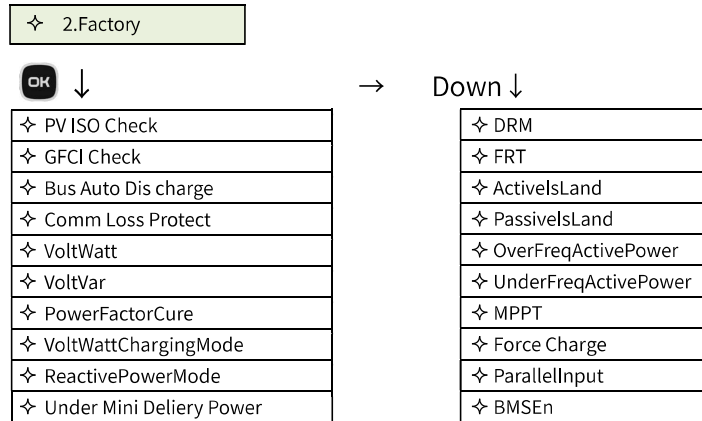 ✧ 2.Factory
OK ↓ → Down ↓
✧ PV ISO Check
✧ GFCI Check
✧ Bus Auto Dis charge
✧ Comm Loss Protect
✧ VoltWatt
✧ VoltVar
✧ PowerFactorCure
✧ VoltWattChargingMode
✧ ReactivePowerMode
✧ Under Mini Deliery Power
✧ DRM
✧ FRT
✧ ActiveIsLand
✧ PassiveIsLand
✧ OverFreqActivePower
✧ UnderFreqActivePower
✧ MPPT
✧ Force Charge
✧ ParallelInput
✧ BMSEn